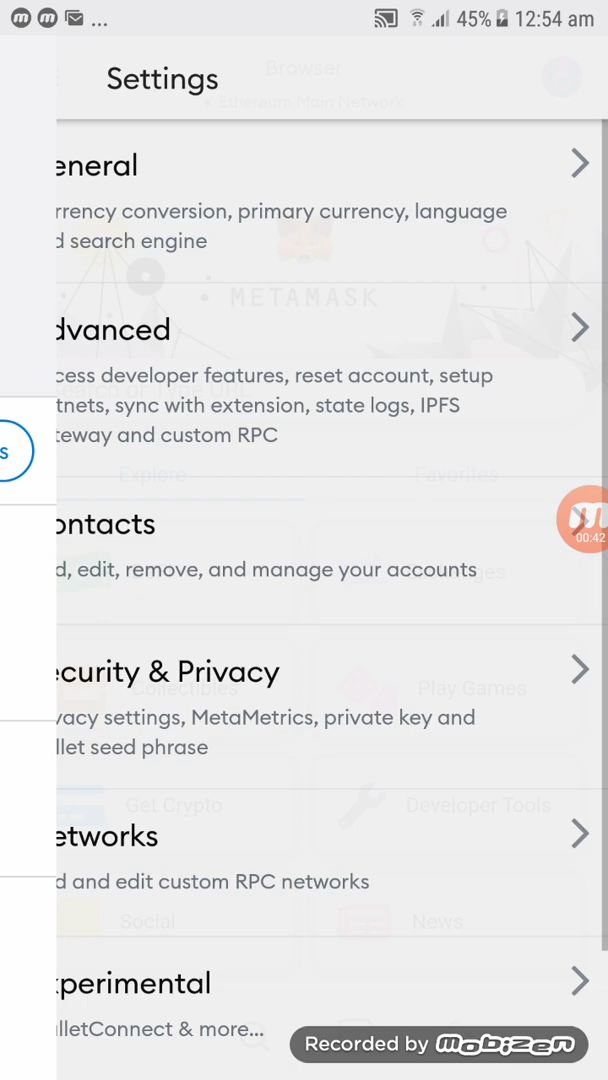 ... 45% 12:54 am
Settings
Browser
Ethereum Main Network
eneral
rrency conversion, primary currency, language
d search engine
METAMASK
dvanced
cess developer features, reset account, setup
tnets, sync with extension, state logs, IPFS
teway and custom RPC
s
Explore Favorites
ontacts
00:42
d, edit, remove, and manage your accounts
ecurity & Privacy
Collectibles Play Games
vacy settings, MetaMetrics, private key and
llet seed phrase
Get Crypto Developer Tools
etworks
d and edit custom RPC networks
Social News
xperimental
lletConnect & more...
Recorded by mobizen